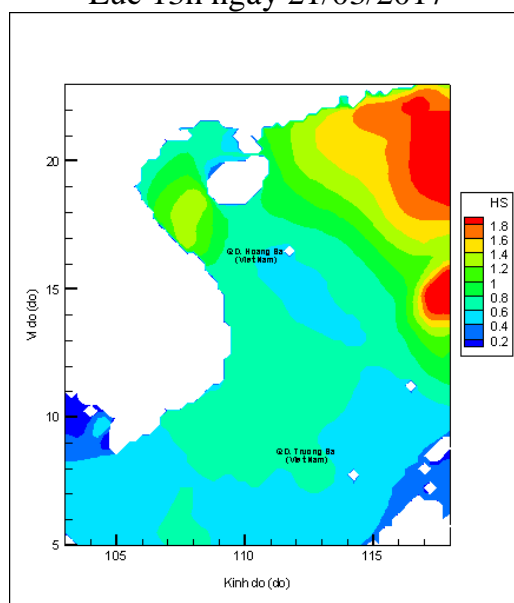 Lúc 13h ngày 21/03/2017
HS
1.8
1.6
1.4
1.2
1
0.8
0.6
0.4
0.2
20
15
10
5
Vi do (do)
QD. Hoang Sa
(Viet Nam)
QD. Truong Sa
(Viet Nam)
105
110
115
Kinh do (do)